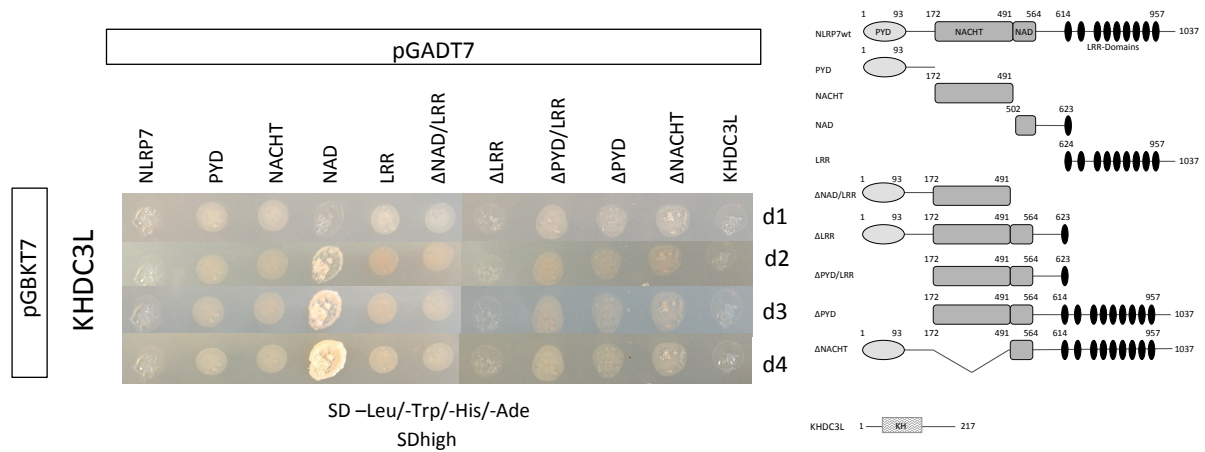 pGADT7
NLRP7
PYD
NACHT
NAD
LRR
ΔNAD/LRR
ΔLRR
ΔPYD/LRR
ΔPYD
ΔNACHT
KHDC3L
pGBKT7
KHDC3L
d1
d2
d3
d4
SD –Leu/-Trp/-His/-Ade
SDhigh
1 93 172 491 564 614 957
NLRP7wt PYD NACHT NAD 1037
LRR-Domains
1 93
PYD
172 491
NACHT
502 623
NAD
624 957
LRR 1037
1 93 172 491
ΔNAD/LRR
1 93 172 491 564 623
ΔLRR
172 491 564 623
ΔPYD/LRR
172 491 564 614 957
ΔPYD 1037
1 93 172 491 564 614 957
ΔNACHT 1037
KHDC3L 1 KH 217